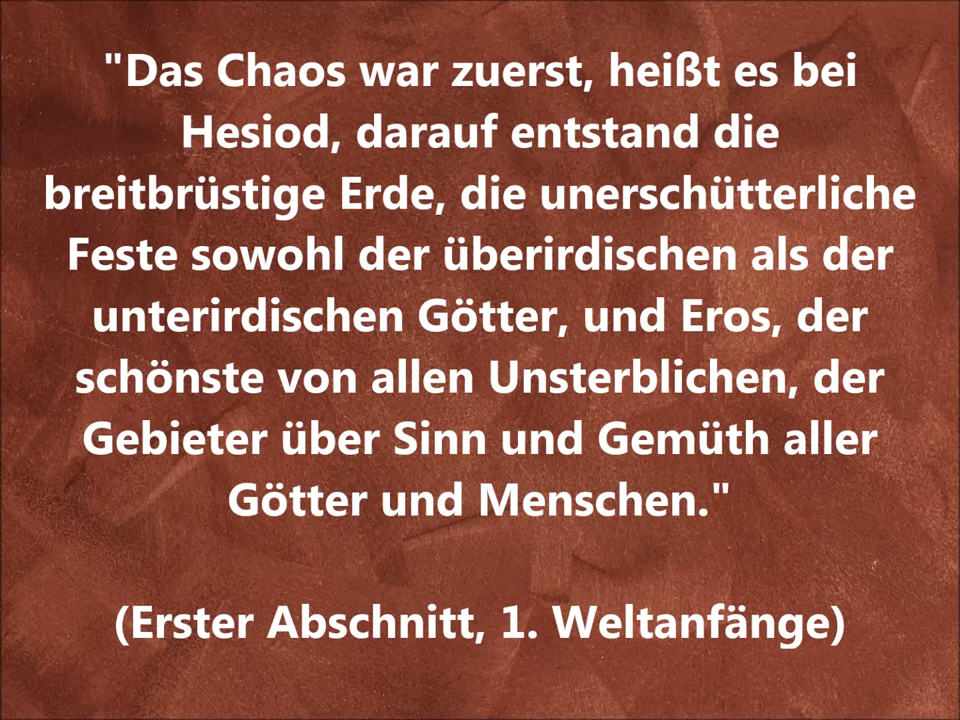 "Das Chaos war zuerst, heißt es bei
Hesiod, darauf entstand die
breitbrüstige Erde, die unerschütterliche
Feste sowohl der überirdischen als der
unterirdischen Götter, und Eros, der
schönste von allen Unsterblichen, der
Gebieter über Sinn und Gemüth aller
Götter und Menschen."
(Erster Abschnitt, 1. Weltanfänge)